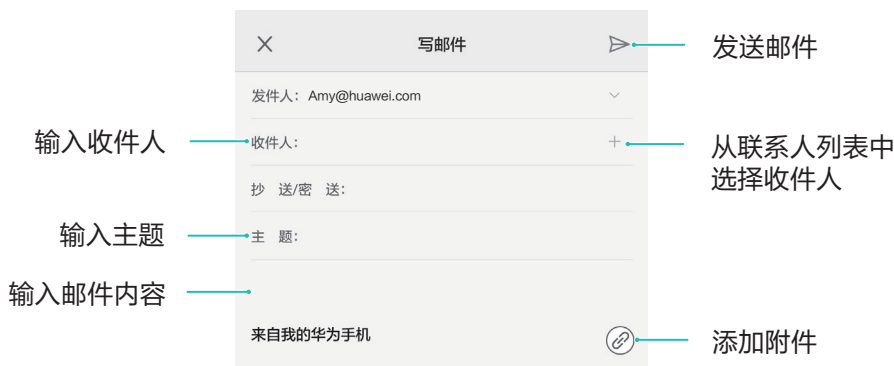 写邮件
发送邮件
发件人：Amy@huawei.com
输入收件人
收件人：
从联系人列表中
选择收件人
抄 送/密 送：
输入主题
主 题：
输入邮件内容
来自我的华为手机
添加附件